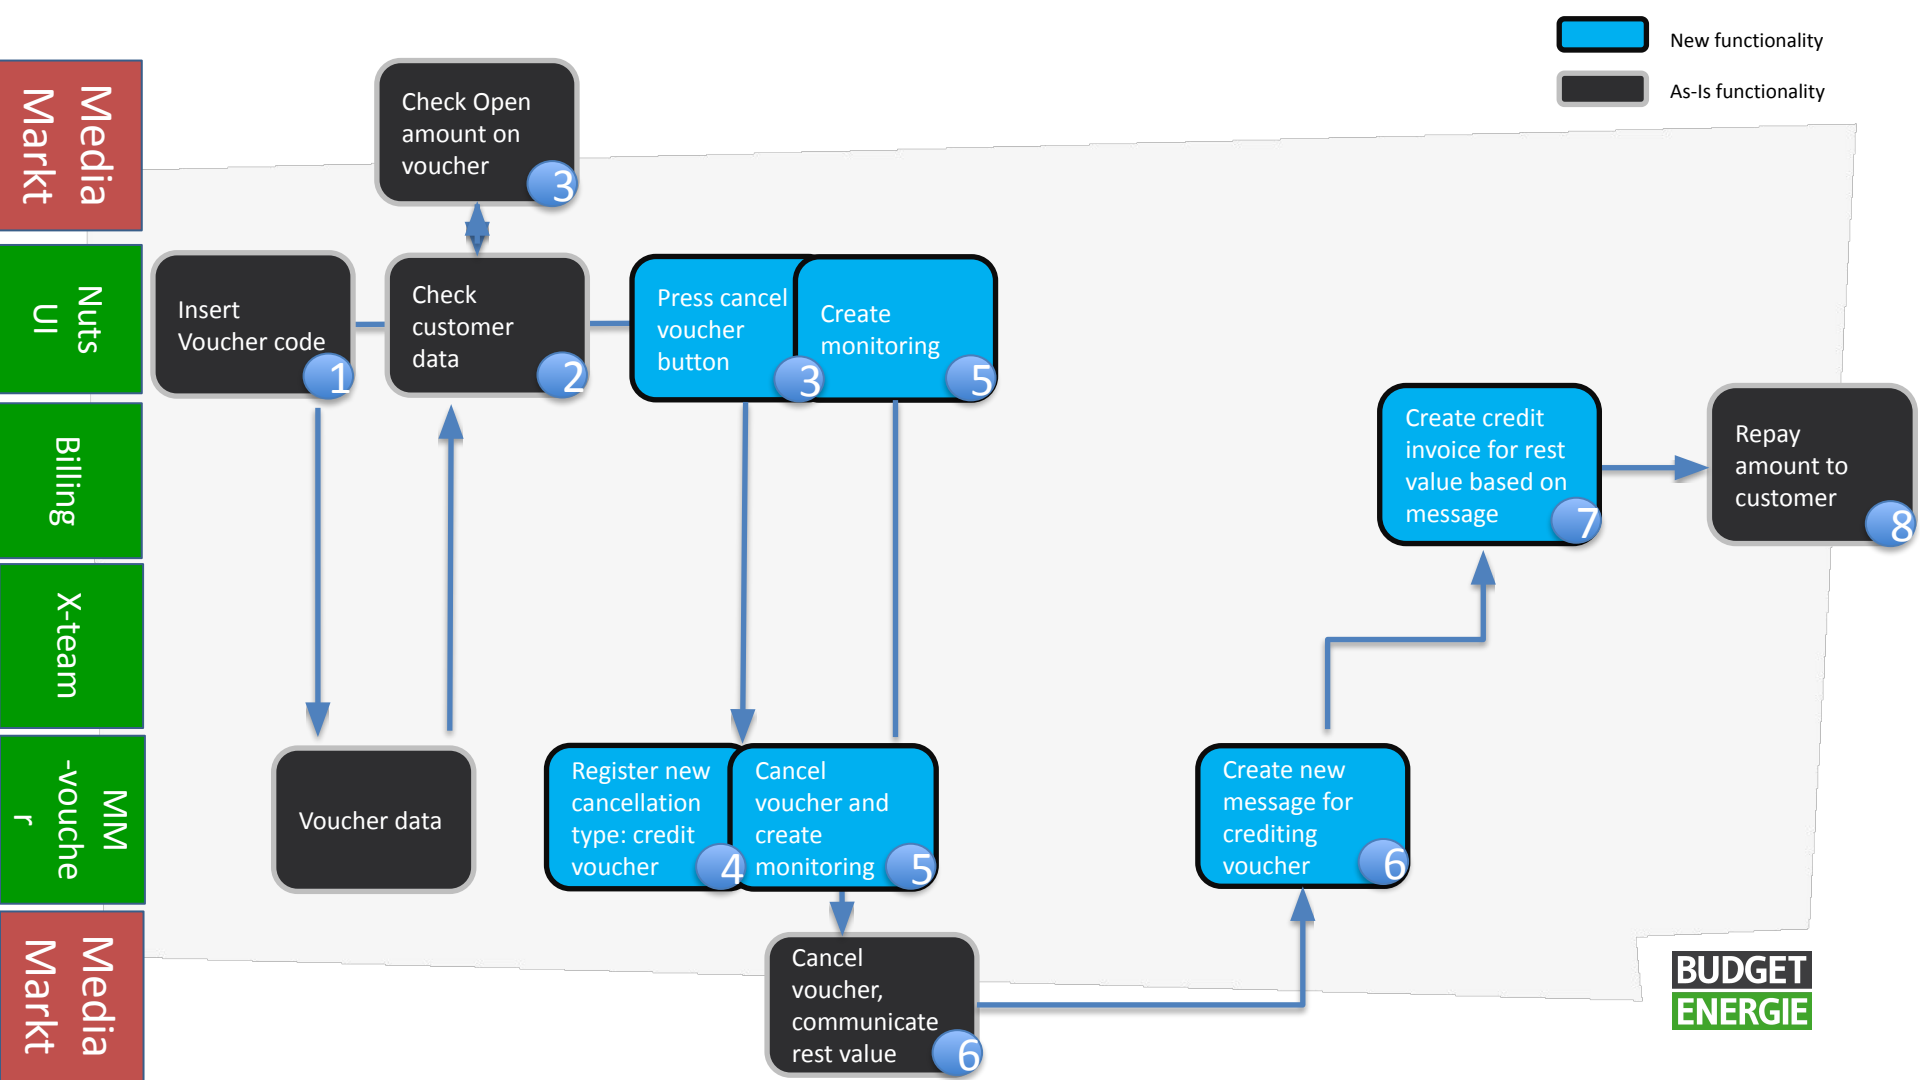 New functionality
As-Is functionality
Media
Markt
Check Open
amount on
voucher
3
Nuts
UI
Insert
Voucher code
1
Check
customer
data
2
Press cancel
voucher
button
3
Create
monitoring
5
Billing
Create credit
invoice for rest
value based on
message
7
Repay
amount to
customer
8
X-team
MM
-vouche
r
Voucher data
Register new
cancellation
type: credit
voucher
4
Cancel
voucher and
create
monitoring
5
Create new
message for
crediting
voucher
6
Media
Markt
Cancel
voucher,
communicate
rest value
6
BUDGET
ENERGIE